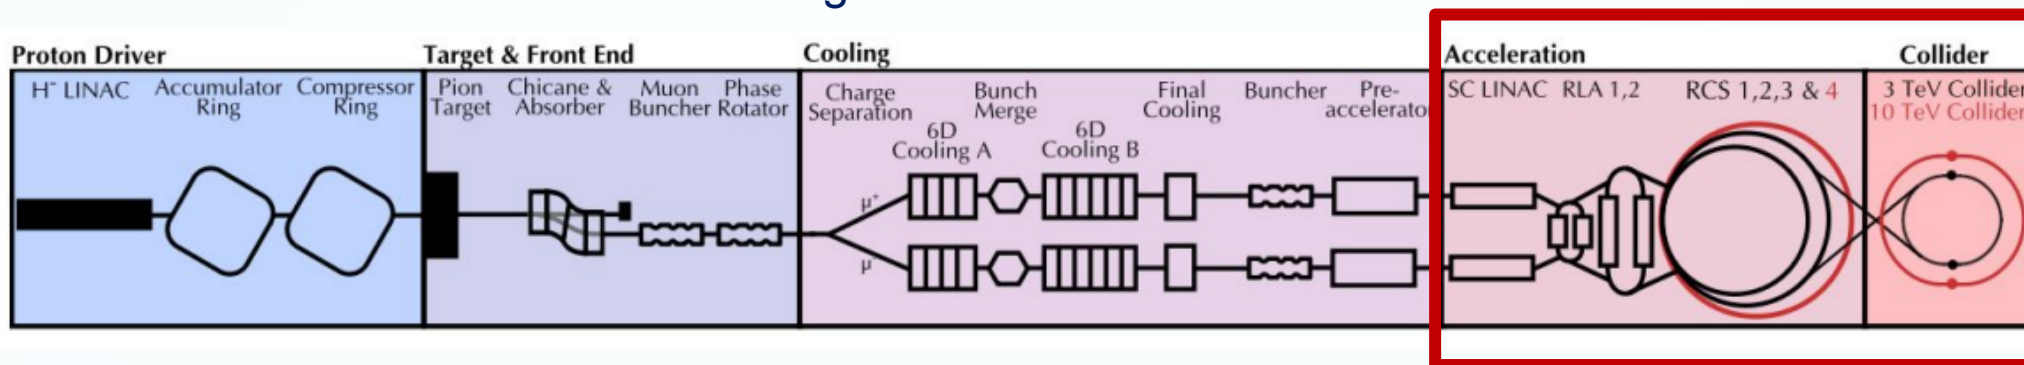 Proton Driver
H⁻ LINAC
Accumulator
Ring
Compressor
Ring
Target & Front End
Pion
Target
Chicane &
Absorber
Muon
Buncher
Phase
Rotator
Cooling
Charge
Separation
6D
Cooling A
Bunch
Merge
6D
Cooling B
Final
Cooling
Buncher
Pre-
accelerator
μ⁺
μ
Acceleration
SC LINAC
RLA 1,2
RCS 1,2,3 & 4
Collider
3 TeV Collider
10 TeV Collider